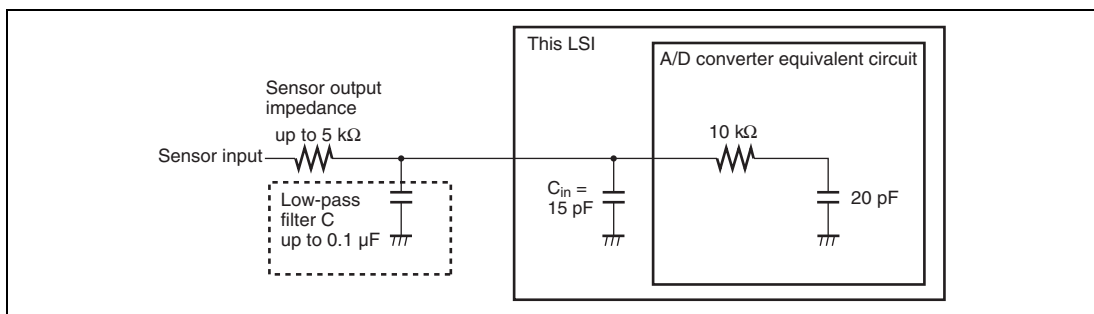 This LSI
A/D converter equivalent circuit
Sensor output
impedance
up to 5 kΩ
10 kΩ
Sensor input
Low-pass
filter C
up to 0.1 μF
Cin =
15 pF
20 pF